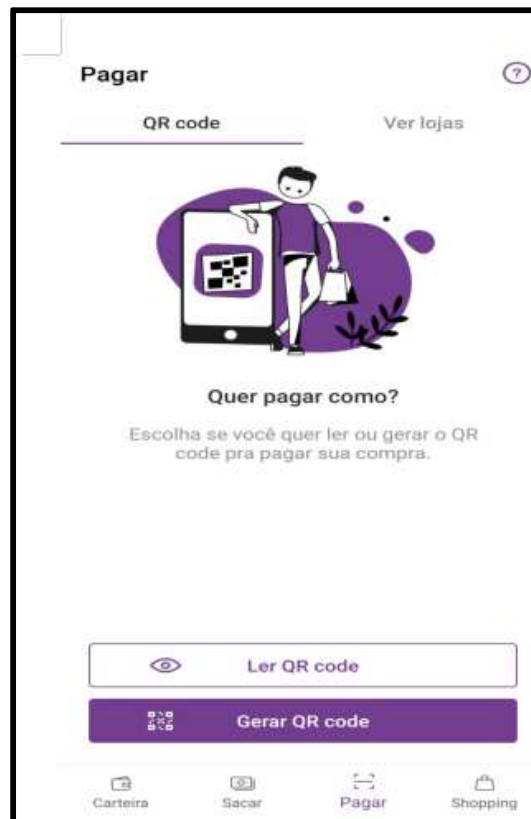 Pagar
?
QR code
Ver lojas
Quer pagar como?
Escolha se você quer ler ou gerar o QR
code pra pagar sua compra.
Ler QR code
Gerar QR code
Carteira
Sacar
Pagar
Shopping